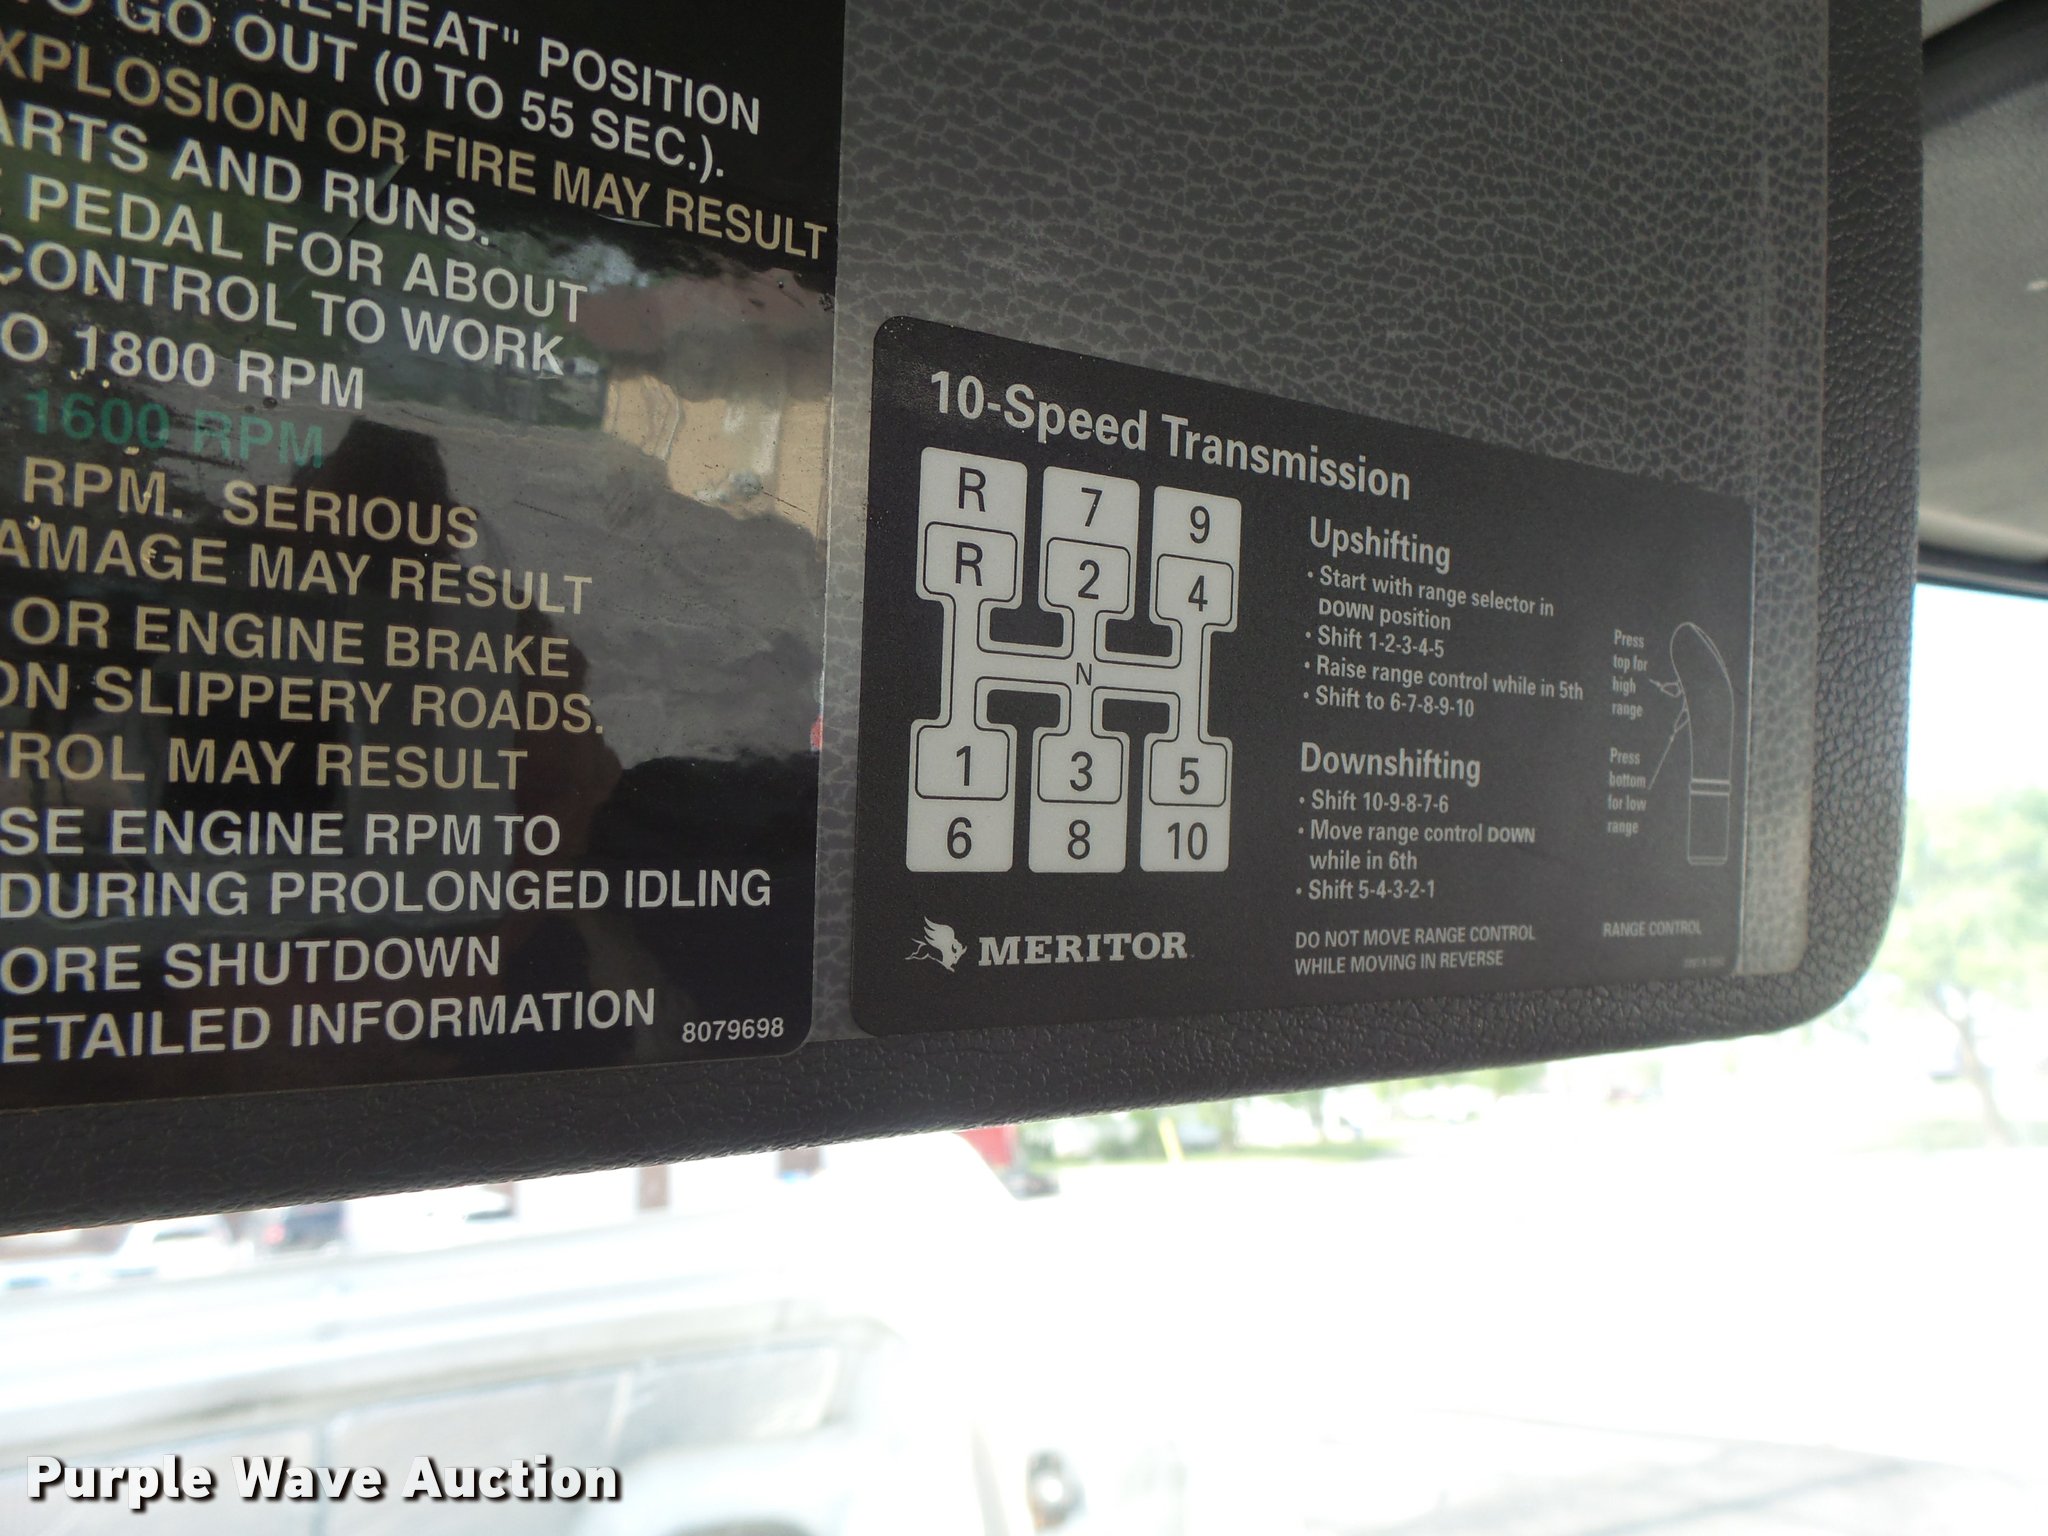 HEAT" POSITION
GO OUT (0 TO 55 SEC.).
XPLOSION OR FIRE MAY RESULT
ARTS AND RUNS.
PEDAL FOR ABOUT
CONTROL TO WORK
O 1800 RPM
1600 RPM
RPM. SERIOUS
AMAGE MAY RESULT
OR ENGINE BRAKE
ON SLIPPERY ROADS.
TROL MAY RESULT
SE ENGINE RPM TO
DURING PROLONGED IDLING
ORE SHUTDOWN
ETAILED INFORMATION
8079698
10-Speed Transmission
R 7 9
R 2 4
N
1 3 5
6 8 10
MERITOR
Upshifting
• Start with range selector in
DOWN position
• Shift 1-2-3-4-5
• Raise range control while in 5th
• Shift to 6-7-8-9-10
Downshifting
• Shift 10-9-8-7-6
• Move range control DOWN
while in 6th
• Shift 5-4-3-2-1
DO NOT MOVE RANGE CONTROL
WHILE MOVING IN REVERSE
Press
top for
high
range
Press
bottom
for low
range
RANGE CONTROL
Purple Wave Auction